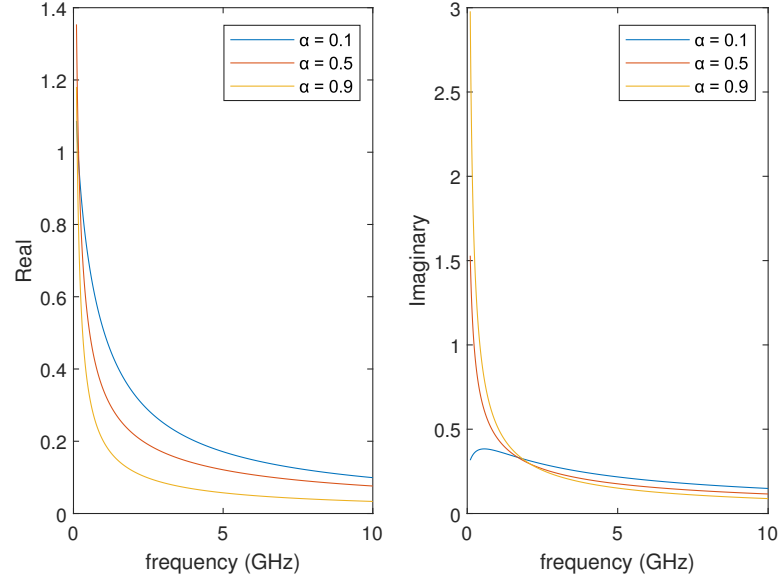 1.4
1.2
1
0.8
0.6
0.4
0.2
0
Real
0 5 10
frequency (GHz)
α = 0.1
α = 0.5
α = 0.9
3
2.5
2
1.5
1
0.5
0
Imaginary
0 5 10
frequency (GHz)
α = 0.1
α = 0.5
α = 0.9